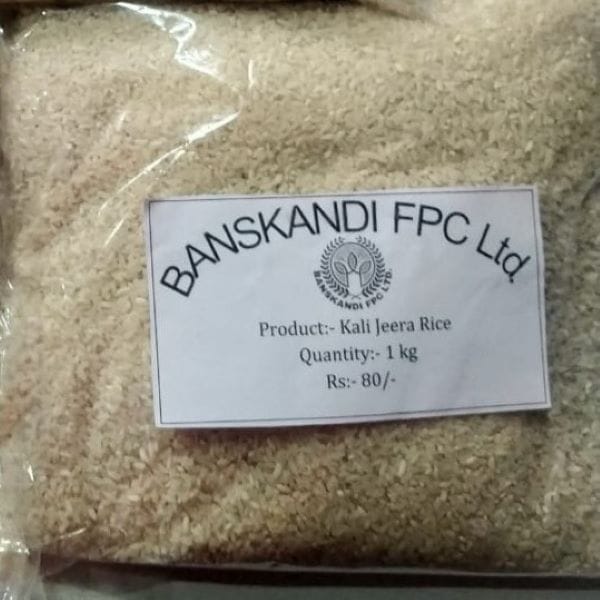 BANSKANDI FPC Ltd.
BANSKANDI FPC LTD.
Product:- Kali Jeera Rice
Quantity:- 1 kg
Rs:- 80/-